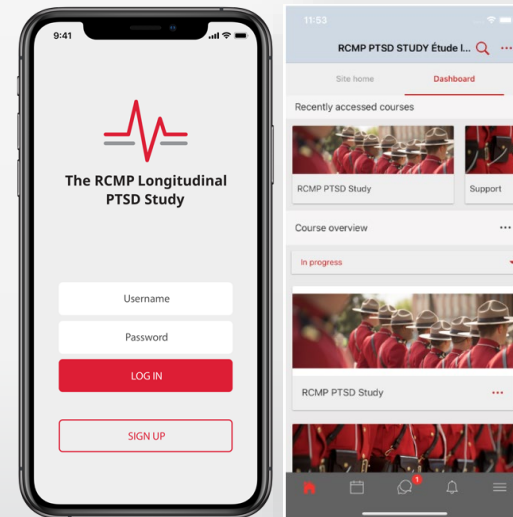 9:41
The RCMP Longitudinal
PTSD Study
Username
Password
LOG IN
SIGN UP
11:53
RCMP PTSD STUDY Étude l...
Site home
Dashboard
Recently accessed courses
RCMP PTSD Study
Support
Course overview
In progress
RCMP PTSD Study
1